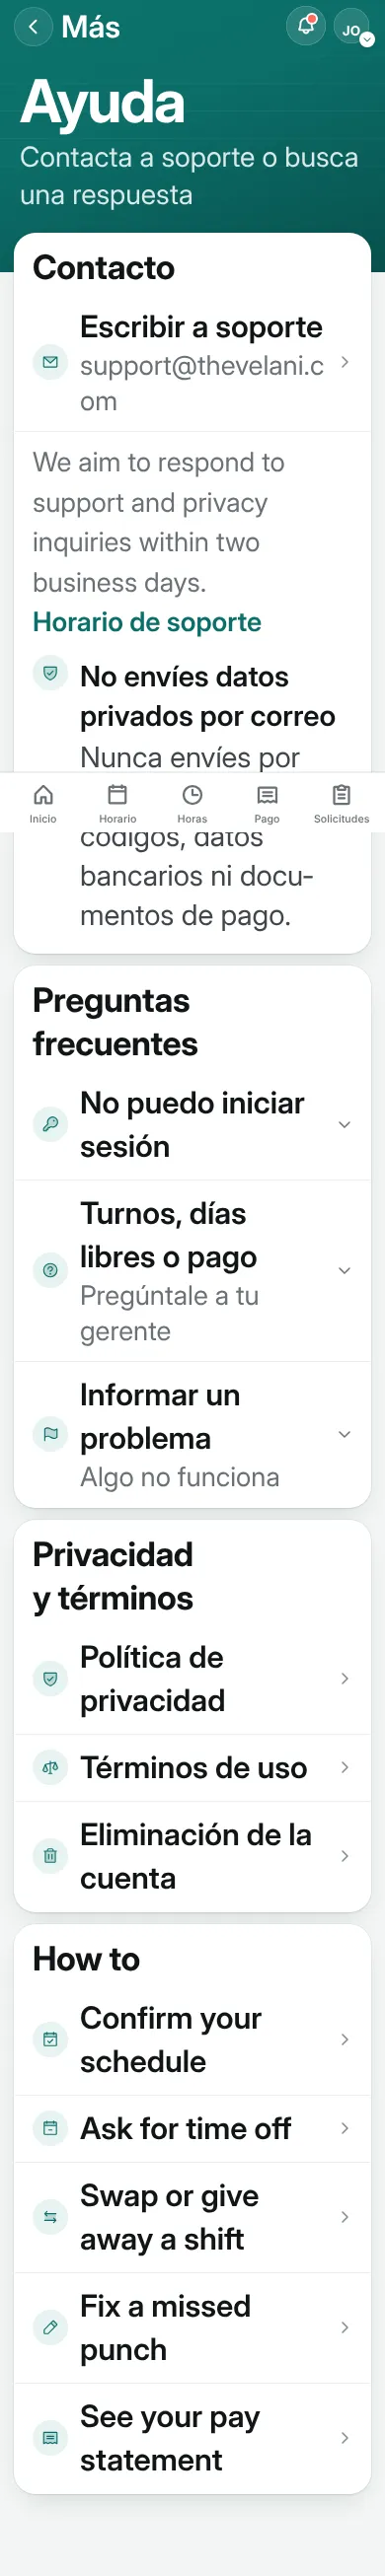 Más
JO
Ayuda
Contacta a soporte o busca
una respuesta
Contacto
Escribir a soporte
support@thevelani.c
om
We aim to respond to
support and privacy
inquiries within two
business days.
Horario de soporte
No envíes datos
privados por correo
Nunca envíes por
Inicio
Horario
Horas
Pago
Solicitudes
códigos, datos
bancarios ni docu-
mentos de pago.
Preguntas
frecuentes
No puedo iniciar
sesión
Turnos, días
libres o pago
Pregúntale a tu
gerente
Informar un
problema
Algo no funciona
Privacidad
y términos
Política de
privacidad
Términos de uso
Eliminación de la
cuenta
How to
Confirm your
schedule
Ask for time off
Swap or give
away a shift
Fix a missed
punch
See your pay
statement